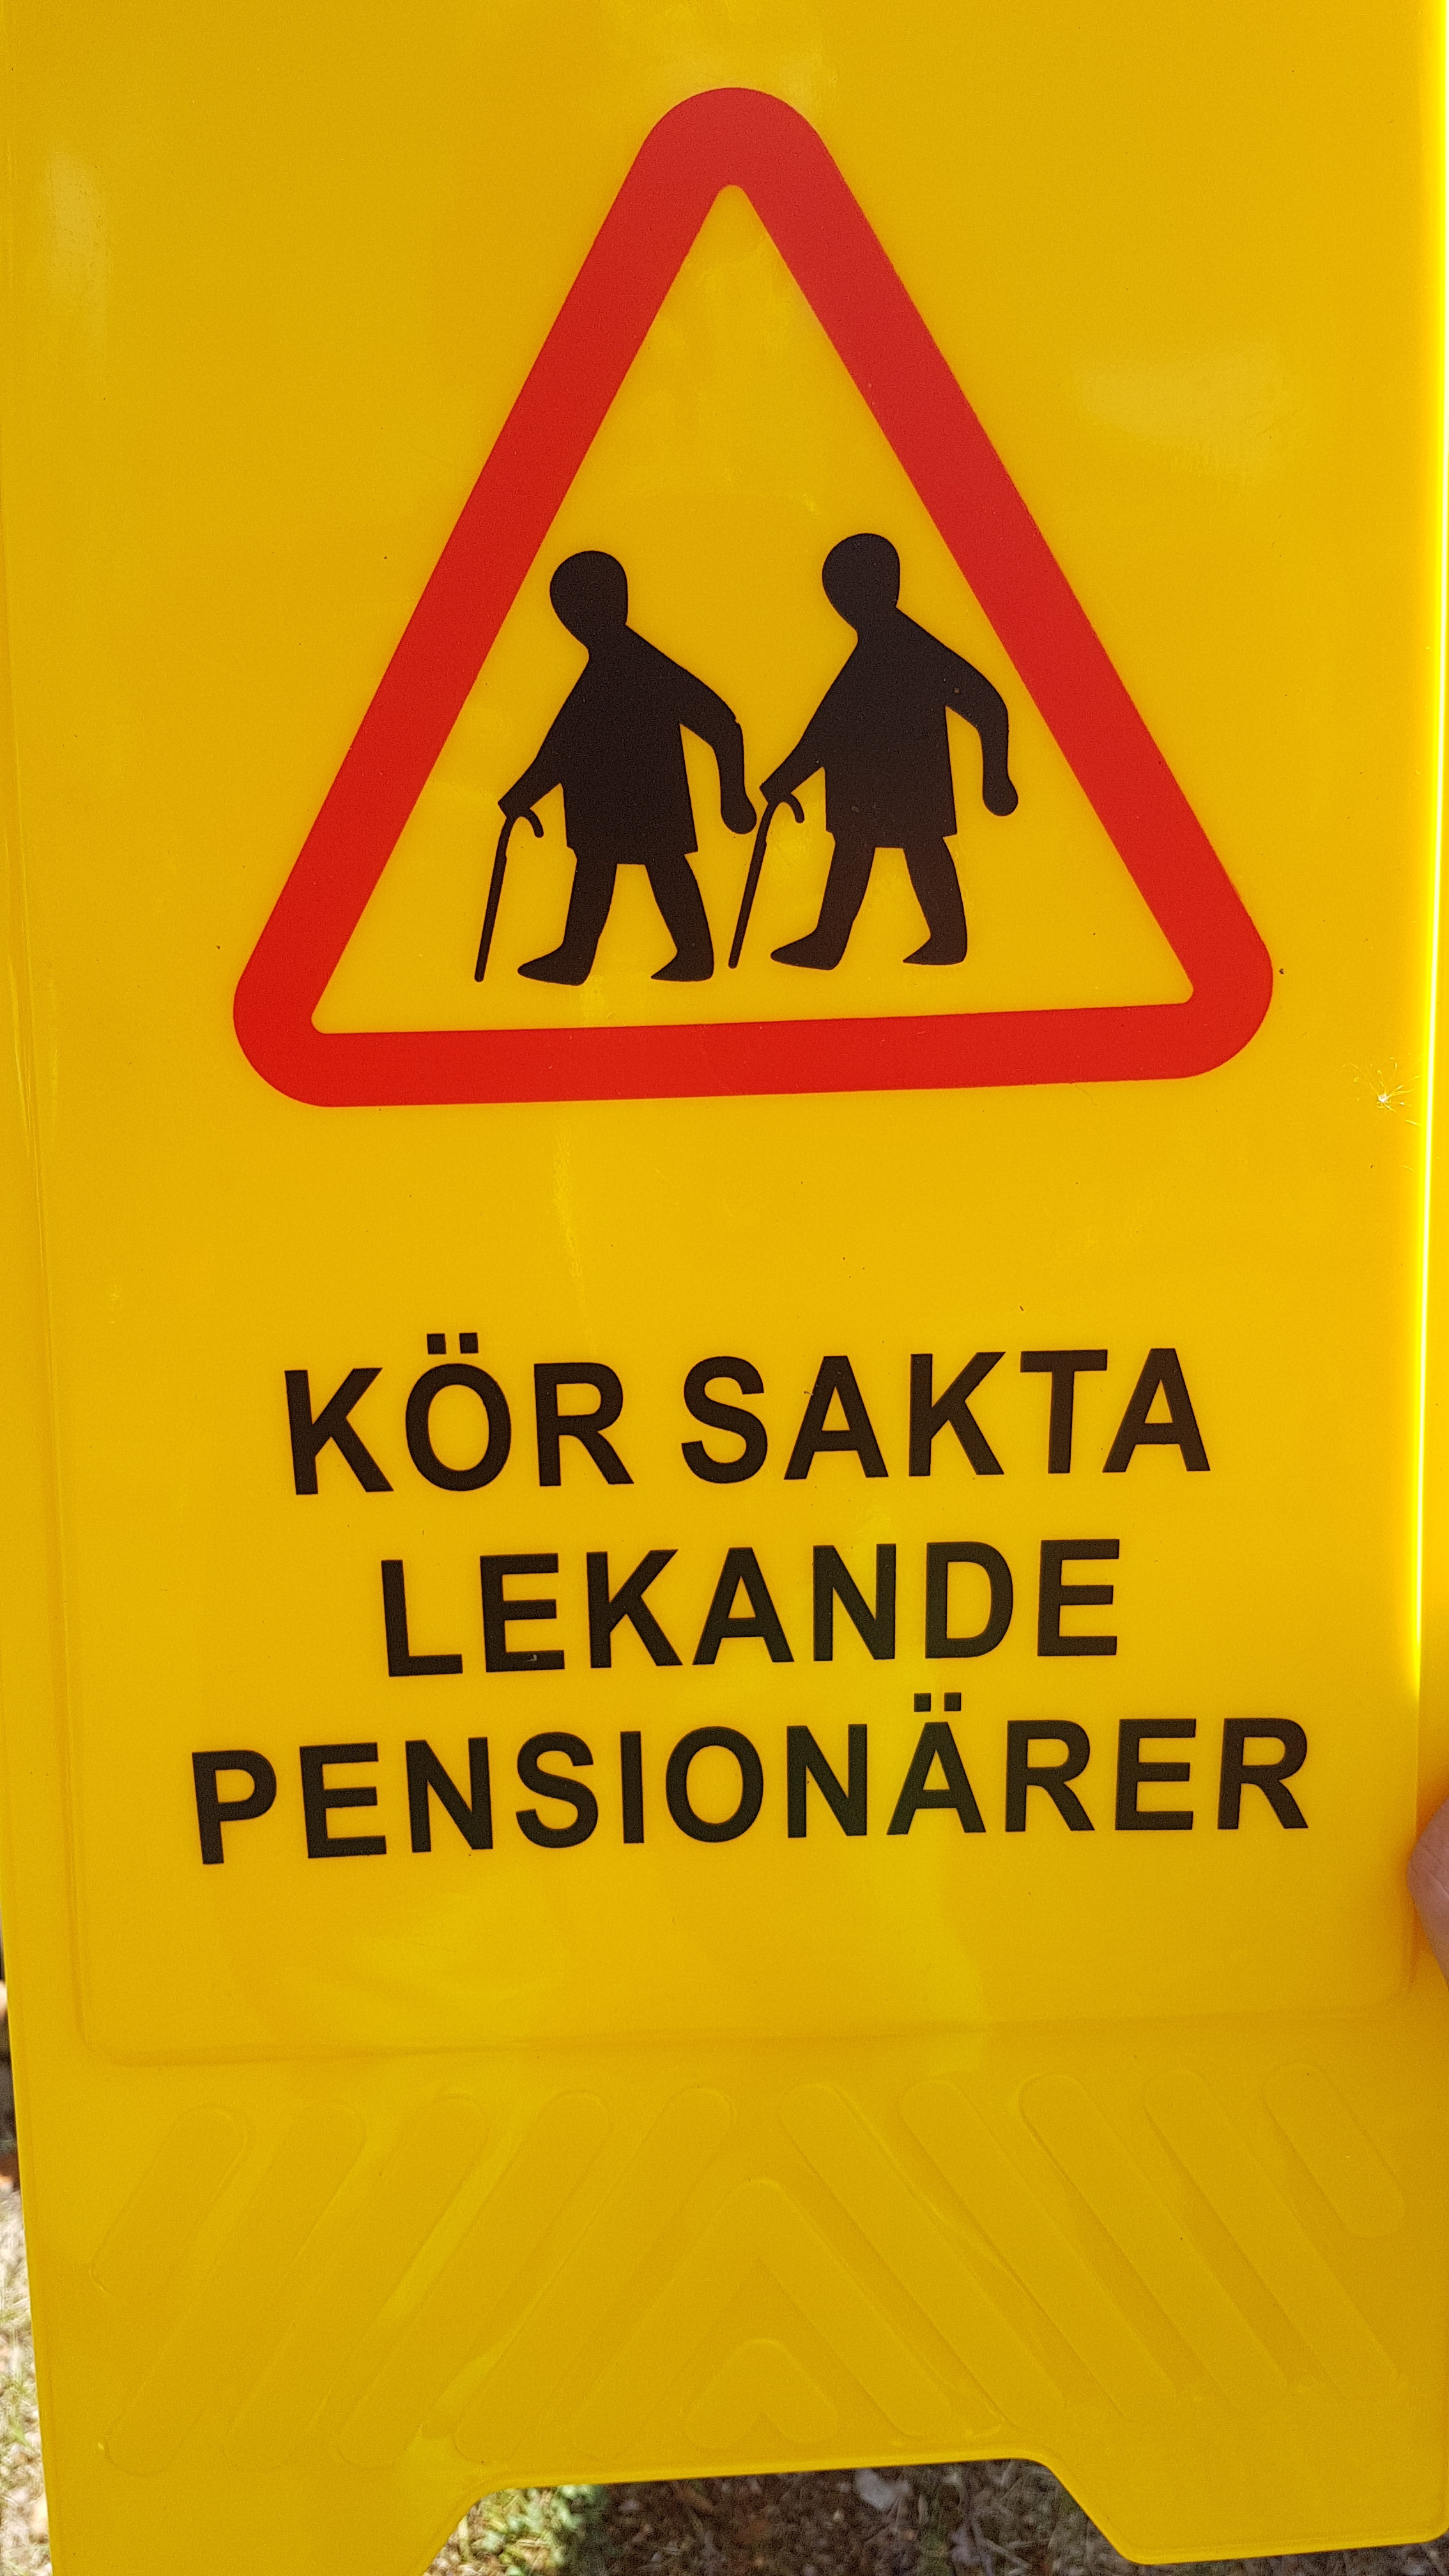 KÖR SAKTA
LEKANDE
PENSIONÄRER